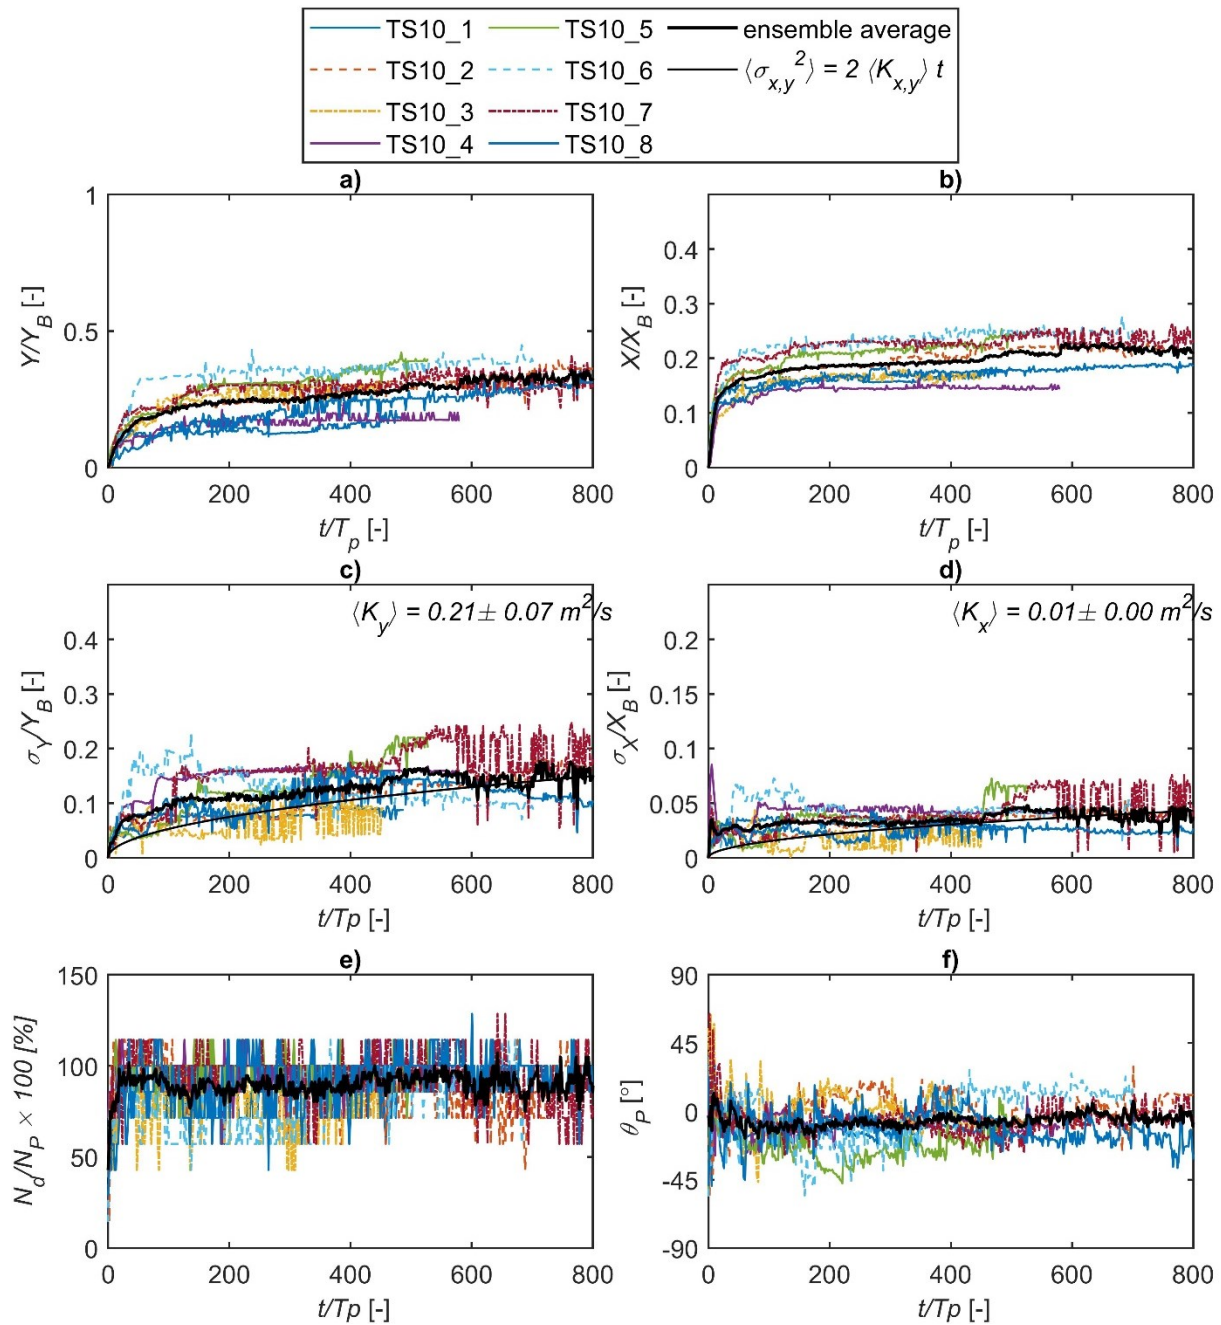 TS10_1 TS10_5 ensemble average
TS10_2 TS10_6 ⟨σx,y²⟩ = 2 ⟨Kx,y⟩ t
TS10_3 TS10_7
TS10_4 TS10_8
a)
1
0.5
0
Y/YB [-]
0 200 400 600 800
t/Tp [-]
b)
0.4
0.3
0.2
0.1
0
X/XB [-]
0 200 400 600 800
t/Tp [-]
c)
⟨Ky⟩ = 0.21± 0.07 m²/s
0.4
0.3
0.2
0.1
0
σY/YB [-]
0 200 400 600 800
t/Tp [-]
d)
⟨Kx⟩ = 0.01± 0.00 m²/s
0.2
0.15
0.1
0.05
0
σX/XB [-]
0 200 400 600 800
t/Tp [-]
e)
150
100
50
0
Nd/NP × 100 [%]
0 200 400 600 800
t/Tp [-]
f)
90
45
0
-45
-90
θP [°]
0 200 400 600 800
t/Tp [-]